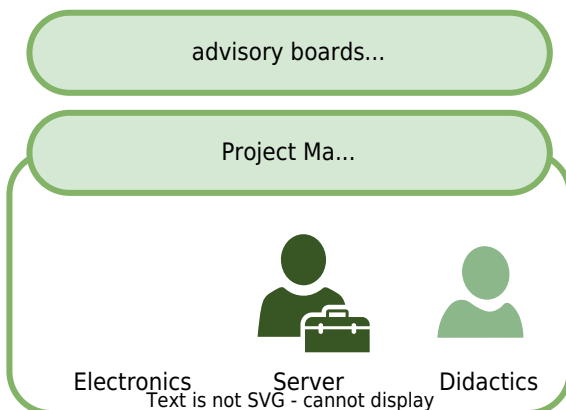 advisory boards...
Project Ma...
Electronics Server Didactics
Text is not SVG - cannot display